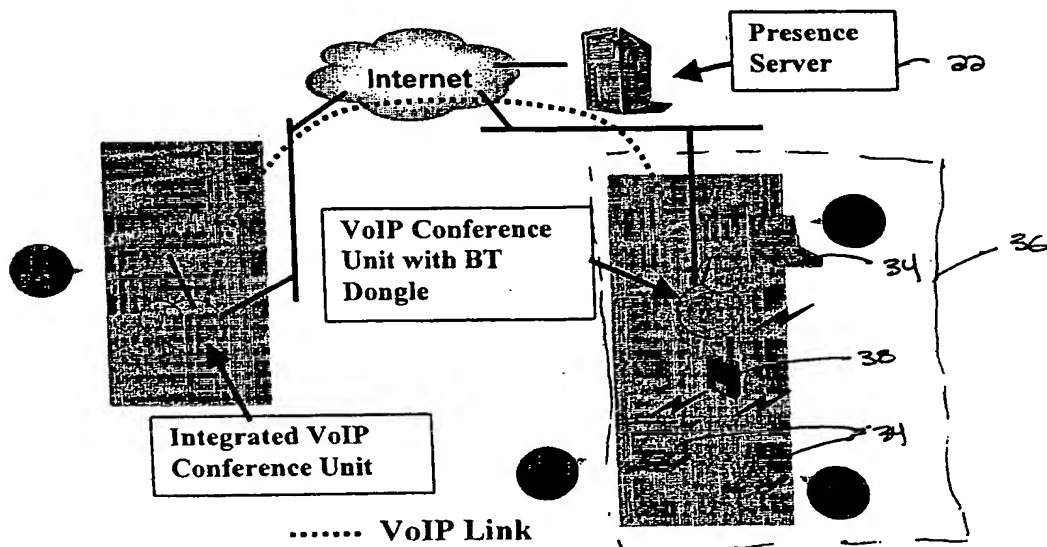 Presence
Server
22
Internet
VoIP Conference
Unit with BT
Dongle
34
36
38
34
Integrated VoIP
Conference Unit
VoIP Link